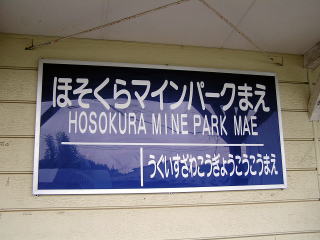 ほそくらマインパークまえ
HOSOKURA MINE PARK MAE
うぐいすざわこうぎょうこうこうまえ